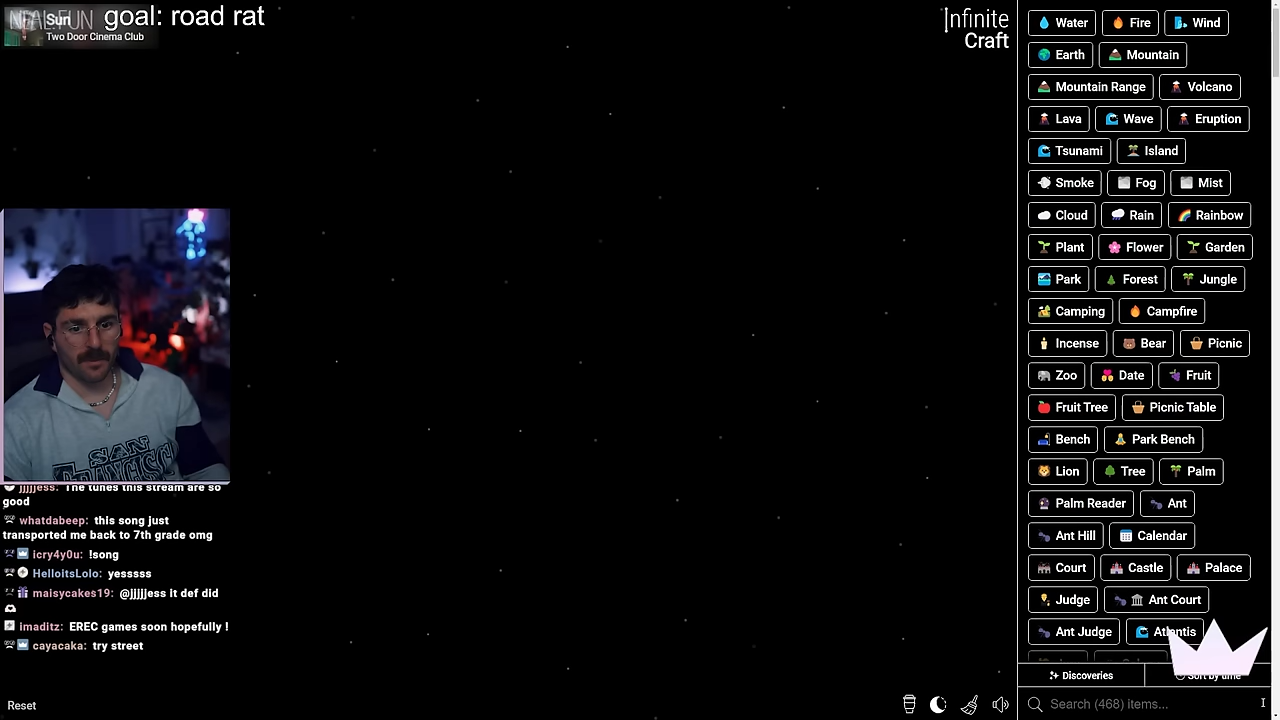 NEAL.FUN
Sun
Two Door Cinema Club
goal: road rat
Infinite
Craft
Water
Fire
Wind
Earth
Mountain
Mountain Range
Volcano
Lava
Wave
Eruption
Tsunami
Island
Smoke
Fog
Mist
Cloud
Rain
Rainbow
Plant
Flower
Garden
Park
Forest
Jungle
Camping
Campfire
Incense
Bear
Picnic
Zoo
Date
Fruit
Fruit Tree
Picnic Table
Bench
Park Bench
Lion
Tree
Palm
Palm Reader
Ant
Ant Hill
Calendar
Court
Castle
Palace
Judge
Ant Court
Ant Judge
Atlantis
Discoveries
Sort by time
Search (468) items...
SAN
jjjjjess: The tunes this stream are so
good
whatdabeep: this song just
transported me back to 7th grade omg
icry4y0u: !song
HelloitsLolo: yesssss
maisycakes19: @jjjjjess it def did
imaditz: EREC games soon hopefully !
cayacaka: try street
Reset